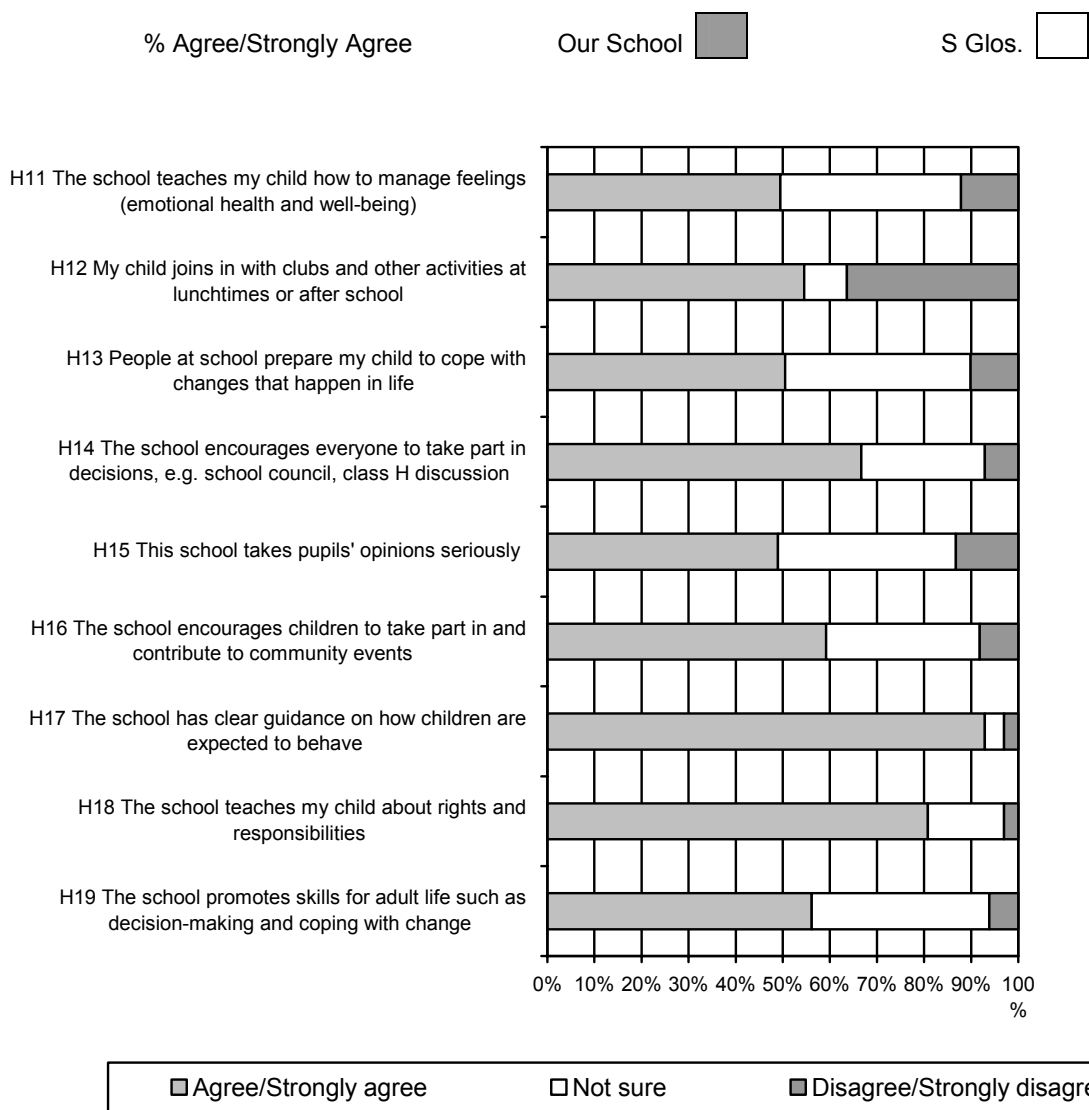 % Agree/Strongly Agree Our School S Glos.
H11 The school teaches my child how to manage feelings
(emotional health and well-being)
H12 My child joins in with clubs and other activities at
lunchtimes or after school
H13 People at school prepare my child to cope with
changes that happen in life
H14 The school encourages everyone to take part in
decisions, e.g. school council, class H discussion
H15 This school takes pupils' opinions seriously
H16 The school encourages children to take part in and
contribute to community events
H17 The school has clear guidance on how children are
expected to behave
H18 The school teaches my child about rights and
responsibilities
H19 The school promotes skills for adult life such as
decision-making and coping with change
0% 10% 20% 30% 40% 50% 60% 70% 80% 90% 100
%
Agree/Strongly agree Not sure Disagree/Strongly disagre